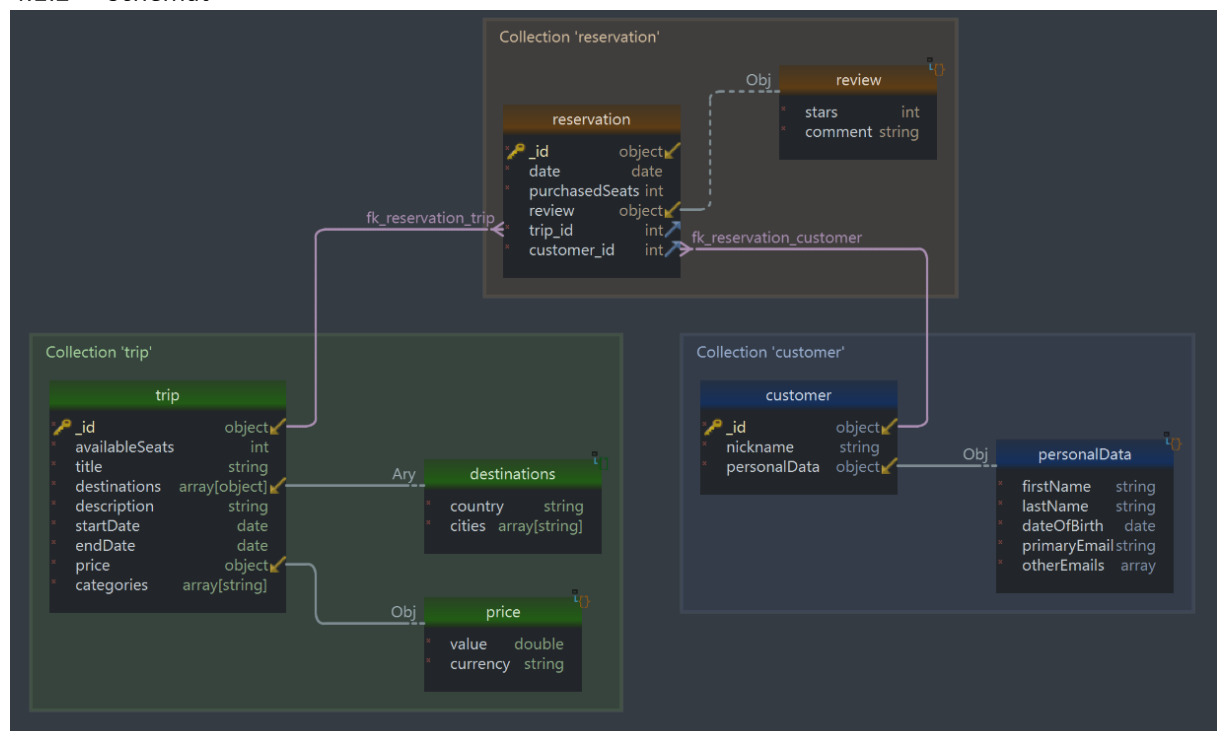 Collection 'reservation'
Obj
review
stars int
comment string
reservation
_id object
date date
purchasedSeats int
review object
trip_id int
customer_id int
fk_reservation_trip
fk_reservation_customer
Collection 'trip'
trip
_id object
availableSeats int
title string
destinations array[object]
description string
startDate date
endDate date
price object
categories array[string]
Ary
destinations
country string
cities array[string]
Obj
price
value double
currency string
Collection 'customer'
customer
_id object
nickname string
personalData object
Obj
personalData
firstName string
lastName string
dateOfBirth date
primaryEmail string
otherEmails array